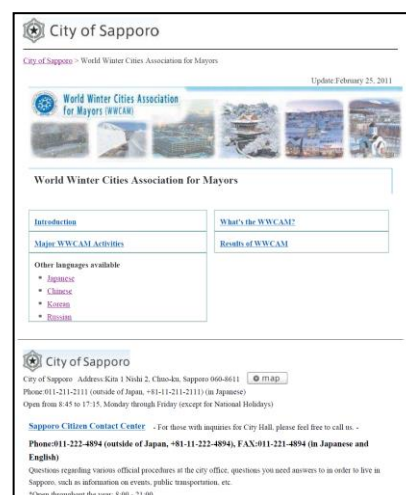 City of Sapporo
City of Sapporo > World Winter Cities Association for Mayors
Update:February 25, 2011
World Winter Cities Association
for Mayors (WWCAM)
World Winter Cities Association for Mayors
Introduction
What's the WWCAM?
Major WWCAM Activities
Results of WWCAM
Other languages available
Japanese
Chinese
Korean
Russian
City of Sapporo
City of Sapporo Address:Kita 1 Nishi 2, Chuo-ku, Sapporo 060-8611 map
Phone:011-211-2111 (outside of Japan, +81-11-211-2111) (in Japanese)
Open from 8:45 to 17:15, Monday through Friday (except for National Holidays)
Sapporo Citizen Contact Center - For those with inquiries for City Hall, please feel free to call us. -
Phone:011-222-4894 (outside of Japan, +81-11-222-4894), FAX:011-221-4894 (in Japanese and
English)
Questions regarding various official procedures at the city office, questions you need answers to in order to live in
Sapporo, such as information on events, public transportation, etc.
*Open throughout the year, 8:00 - 21:00